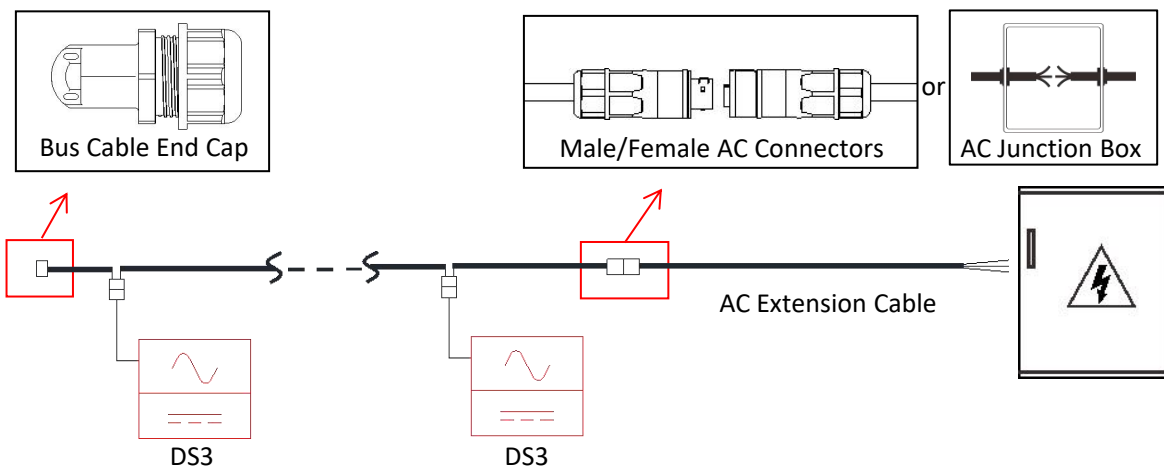 Bus Cable End Cap
Male/Female AC Connectors
or
AC Junction Box
AC Extension Cable
DS3
DS3